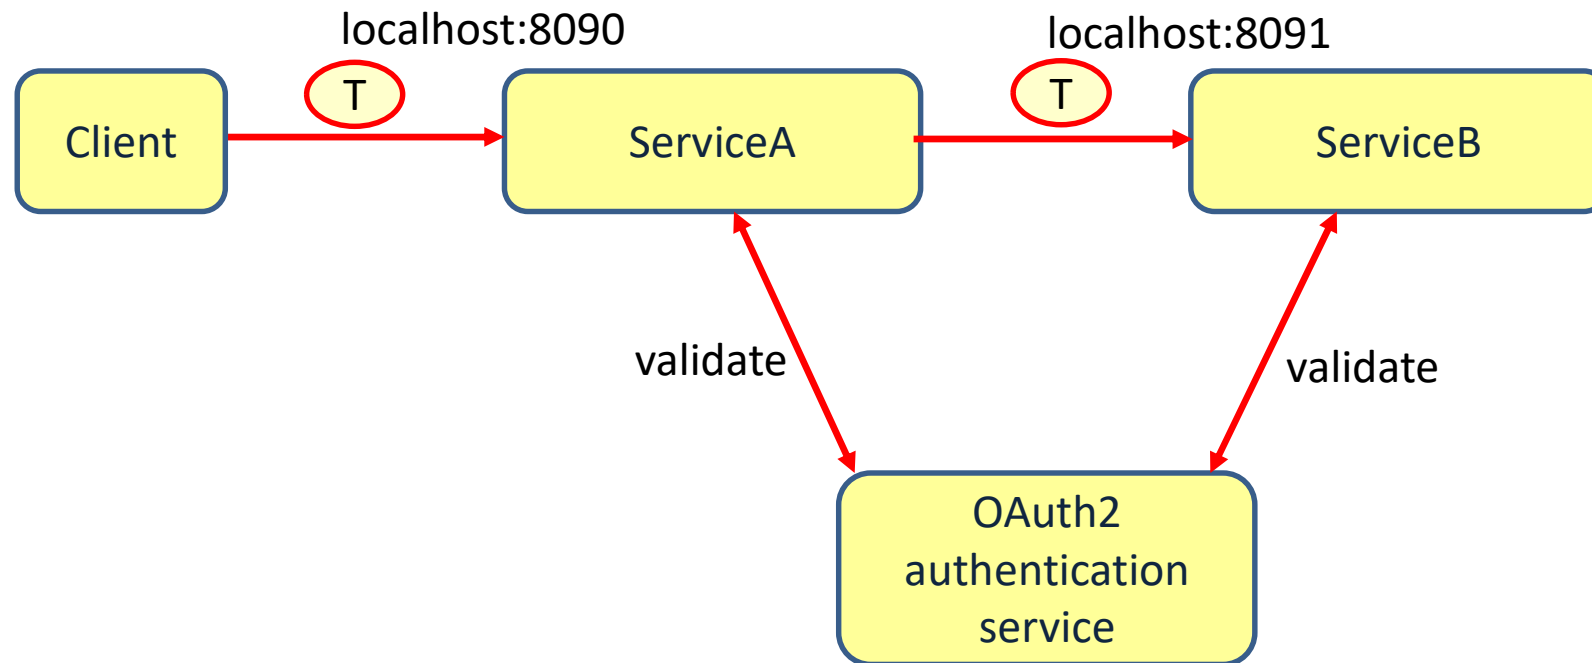 localhost:8090
localhost:8091
T
T
Client
ServiceA
ServiceB
validate
validate
OAuth2
authentication
service